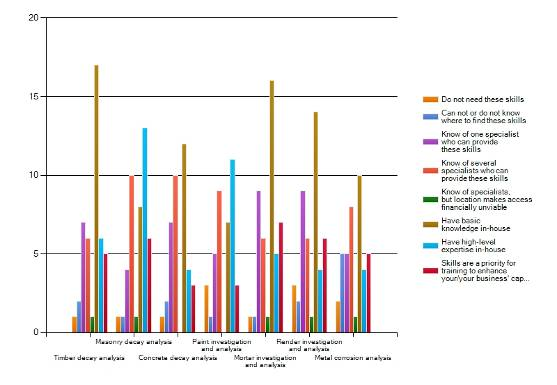 20
15
10
5
0
Masonry decay analysis
Paint investigation
and analysis
Render investigation
and analysis
Timber decay analysis
Concrete decay analysis
Mortar investigation
and analysis
Metal corrosion analysis
Do not need these skills
Can not or do not know
where to find these skills
Know of one specialist
who can provide
these skills
Know of several
specialists who can
provide these skills
Know of specialists,
but location makes access
financially unviable
Have basic
knowledge in-house
Have high-level
expertise in-house
Skills are a priority for
training to enhance
your/your business' cap...